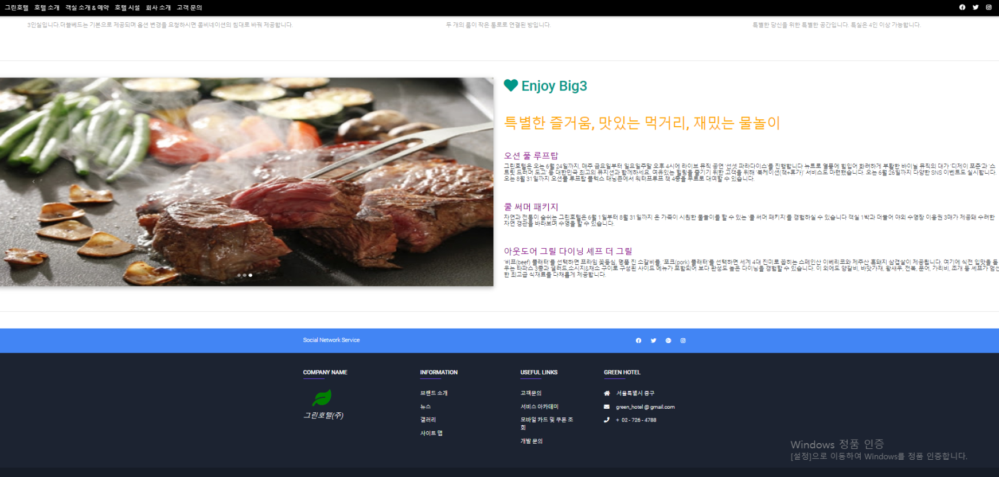 그린호텔 호텔 소개 객실 소개 & 예약 호텔 시설 회사 소개 고객 문의
3인실입니다.더블베드는 기본으로 제공되며 옵션 변경을 요청하시면 콤비네이션의 침대로 바꿔 제공합니다.
두 개의 룸이 작은 통로로 연결된 방입니다.
특별한 당신을 위한 특별한 공간입니다. 특실은 4인 이상 가능합니다.
Enjoy Big3
특별한 즐거움, 맛있는 먹거리, 재밌는 물놀이
오션 풀 루프탑
그린호텔은 오는 6월 24일까지, 매주 금요일부터 일요일주말 오후 4시에 라이브 뮤직 공연 '선셋 파라다이스'를 진행합니다 뉴트로 열풍에 힙입어 화려하게 부활한 바이닐 뮤직의 대가 '디제이 포준'과 '스
트릿 드러머 도고' 등 대한민국 최고의 뮤지션과 함께하세요. 여유있는 힐링을 즐기기 위한 고객을 위해 '북케이션(책+휴가)' 서비스도 마련했습니다. 오는 6월 26일까지 다양한 SNS 이벤트도 실시합니다.
오는 8월 31일까지 오션풀 루프탑 플렉스 태닝존에서 워터프루프 책 4종을 무료로 대여할 수 있습니다.
쿨 써머 패키지
자연과 전통이 숨쉬는 그린호텔은 6월 1일부터 8월 31일까지 온 가족이 시원한 물놀이를 할 수 있는 '쿨 써머 패키지'를 경험하실 수 있습니다 객실 1박과 더불어 야외 수영장 이용권 3매가 제공돼 수려한
자연 경관을 바라보며 수영을 할 수 있습니다.
아웃도어 그릴 다이닝 셰프 더 그릴
'비프(beef) 플래터'를 선택하면 프라임 꽃등심, 명품 진 소갈비를, '포크(pork) 플래터'를 선택하면 세계 4대 진미로 꼽히는 스페인산 이베리코와 제주산 흑돼지 삼겹살이 제공됩니다. 여기에 식전 입맛을 돋
우는 타파스 3종과 샐러드 소시지&채소 구이로 구성된 사이드 메뉴가 포함되어 보다 완성도 높은 다이닝을 경험할 수 있습니다. 이 외에도 양갈비, 바닷가재, 왕새우, 전복, 문어, 가리비, 조개 등 셰프가 엄선
한 최고급 식재료를 다채롭게 제공합니다.
Social Network Service
COMPANY NAME
그린호텔(주)
INFORMATION
브랜드 소개
뉴스
갤러리
사이트 맵
USEFUL LINKS
고객문의
서비스 아카데미
모바일 카드 및 쿠폰 조
회
개발 문의
GREEN HOTEL
서울특별시 중구
green_hotel @ gmail.com
+ 02 - 726 - 4788
Windows 정품 인증
[설정]으로 이동하여 Windows를 정품 인증합니다.